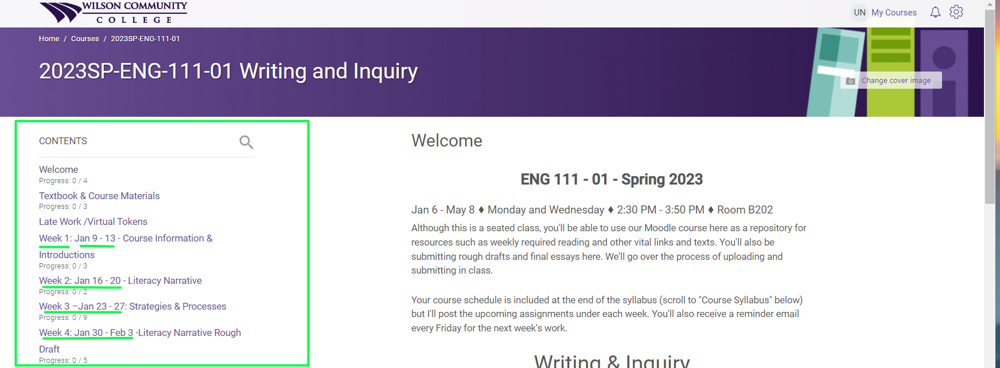 WILSON COMMUNITY
COLLEGE
UN My Courses
Home / Courses / 2023SP-ENG-111-01
2023SP-ENG-111-01 Writing and Inquiry
Change cover image
CONTENTS
Welcome
Progress: 0 / 4
Textbook & Course Materials
Progress: 0 / 3
Late Work /Virtual Tokens
Week 1: Jan 9 - 13 - Course Information &
Introductions
Progress: 0 / 3
Week 2: Jan 16 - 20 - Literacy Narrative
Progress: 0 / 2
Week 3 –Jan 23 - 27: Strategies & Processes
Progress: 0 / 9
Week 4: Jan 30 - Feb 3 -Literacy Narrative Rough
Draft
Progress: 0 / 5
Welcome
ENG 111 - 01 - Spring 2023
Jan 6 - May 8 ♦ Monday and Wednesday ♦ 2:30 PM - 3:50 PM ♦ Room B202
Although this is a seated class, you'll be able to use our Moodle course here as a repository for
resources such as weekly required reading and other vital links and texts. You'll also be
submitting rough drafts and final essays here. We'll go over the process of uploading and
submitting in class.
Your course schedule is included at the end of the syllabus (scroll to "Course Syllabus" below)
but I'll post the upcoming assignments under each week. You'll also receive a reminder email
every Friday for the next week's work.
Writing & Inquiry